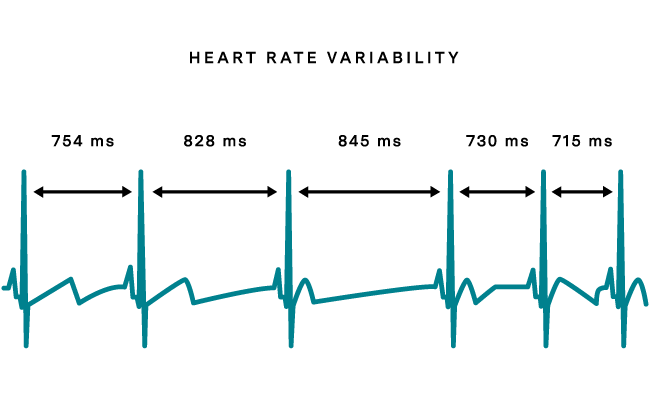 HEART RATE VARIABILITY
754 ms 828 ms 845 ms 730 ms 715 ms